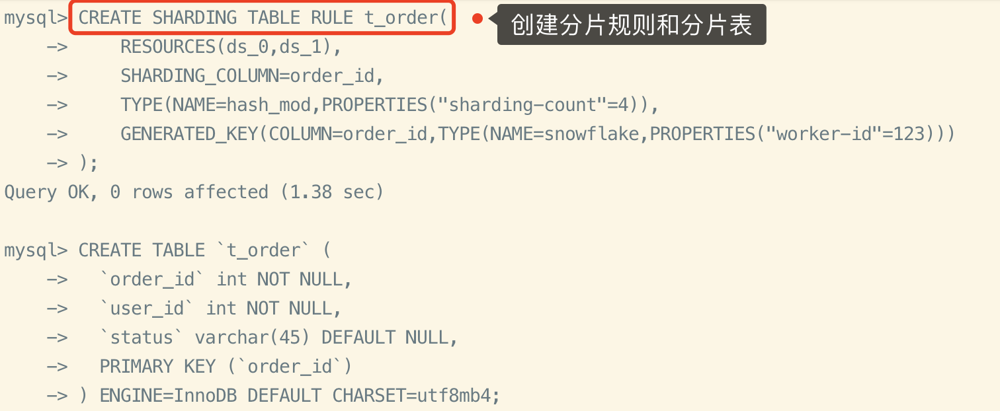 mysql> CREATE SHARDING TABLE RULE t_order( 创建分片规则和分片表
    ->     RESOURCES(ds_0,ds_1),
    ->     SHARDING_COLUMN=order_id,
    ->     TYPE(NAME=hash_mod,PROPERTIES("sharding-count"=4)),
    ->     GENERATED_KEY(COLUMN=order_id,TYPE(NAME=snowflake,PROPERTIES("worker-id"=123)))
    -> );
Query OK, 0 rows affected (1.38 sec)
mysql> CREATE TABLE `t_order` (
    ->   `order_id` int NOT NULL,
    ->   `user_id` int NOT NULL,
    ->   `status` varchar(45) DEFAULT NULL,
    ->   PRIMARY KEY (`order_id`)
    -> ) ENGINE=InnoDB DEFAULT CHARSET=utf8mb4;